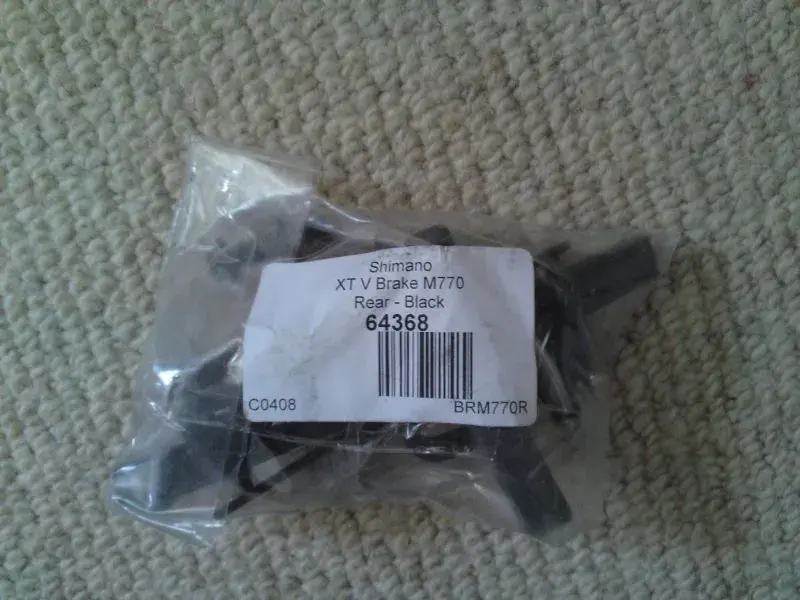 Shimano
XT V Brake M770
Rear - Black
64368
C0408 BRM770R